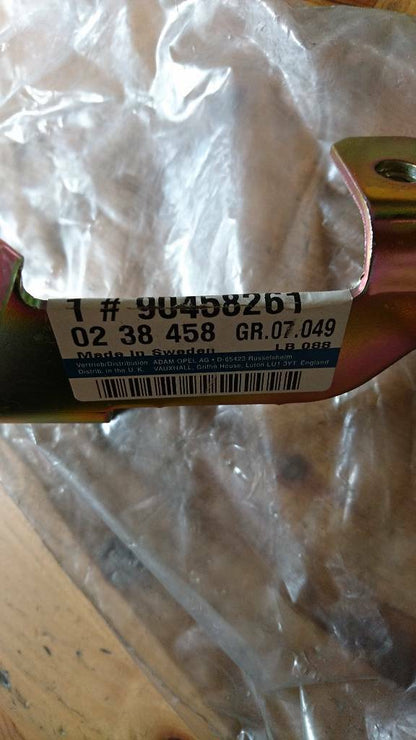 1 # 90458261
02 38 458 GR.07.049
Made in Sweden LB 088
Vertrieb/Distribution: ADAM OPEL AG • D-65423 Rüsselsheim
Distrib. in the U. K. VAUXHALL, Griffin House, Luton LU1 3YT England